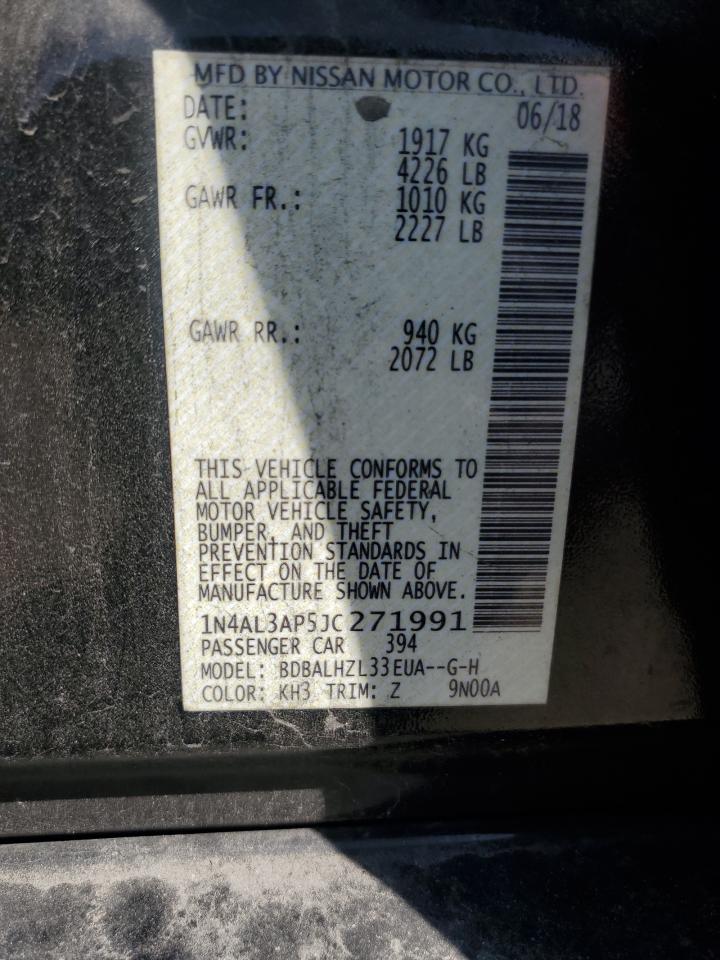 MFD BY NISSAN MOTOR CO., LTD.
DATE: 06/18
GVWR: 1917 KG
4226 LB
GAWR FR.: 1010 KG
2227 LB
GAWR RR.: 940 KG
2072 LB
THIS VEHICLE CONFORMS TO
ALL APPLICABLE FEDERAL
MOTOR VEHICLE SAFETY,
BUMPER, AND THEFT
PREVENTION STANDARDS IN
EFFECT ON THE DATE OF
MANUFACTURE SHOWN ABOVE.
1N4AL3AP5JC271991
PASSENGER CAR 394
MODEL: BDBALHZL33EUA--G-H
COLOR: KH3 TRIM: Z 9N00A